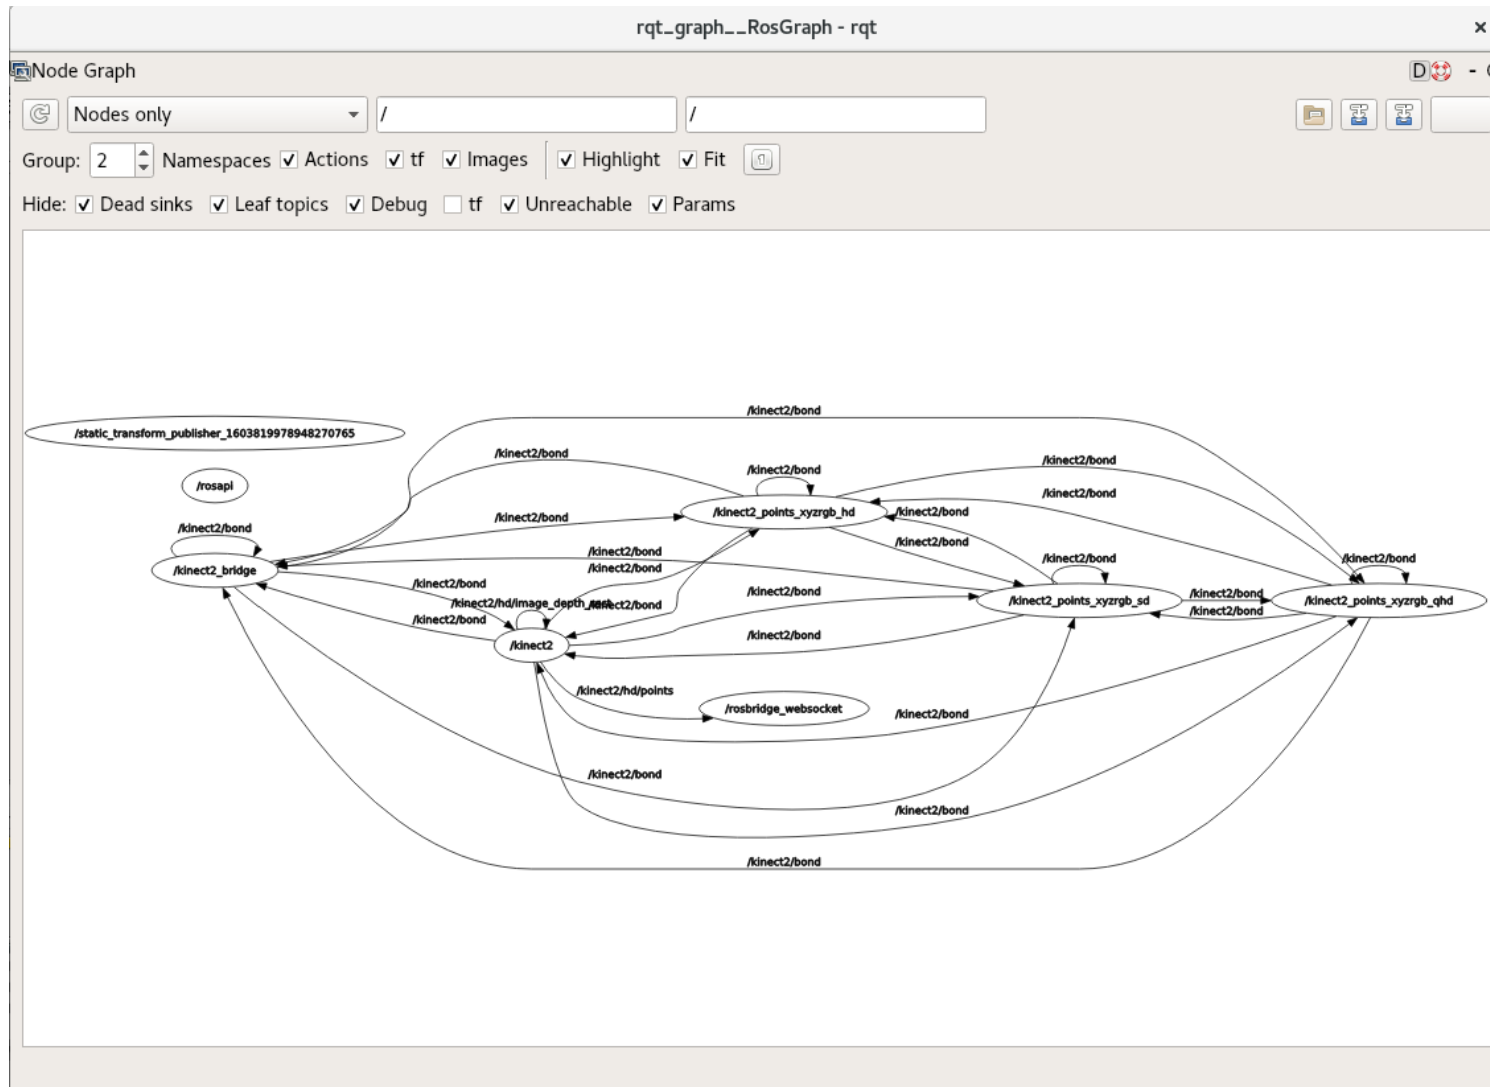 rqt_graph__RosGraph - rqt
Node Graph
D
Nodes only
/
/
Group: 2 Namespaces Actions tf Images Highlight Fit
Hide: Dead sinks Leaf topics Debug tf Unreachable Params
/kinect2/bond
/static_transform_publisher_1603819978948270765
/kinect2/bond
/kinect2/bond
/kinect2/bond
/rosapi
/kinect2/bond
/kinect2_points_xyzrgb_hd
/kinect2/bond
/kinect2/bond
/kinect2/bond
/kinect2/bond
/kinect2/bond
/kinect2/bond
/kinect2/bond
/kinect2/bond
/kinect2_bridge
/kinect2/bond
/kinect2/bond
/kinect2/bond
/kinect2/bond
/kinect2_points_xyzrgb_sd
/kinect2/bond
/kinect2_points_xyzrgb_qhd
/kinect2/hd/image_depth_rect
/kinect2/bond
/kinect2/bond
/kinect2/bond
/kinect2/bond
/kinect2
/kinect2/hd/points
/rosbridge_websocket
/kinect2/bond
/kinect2/bond
/kinect2/bond
/kinect2/bond